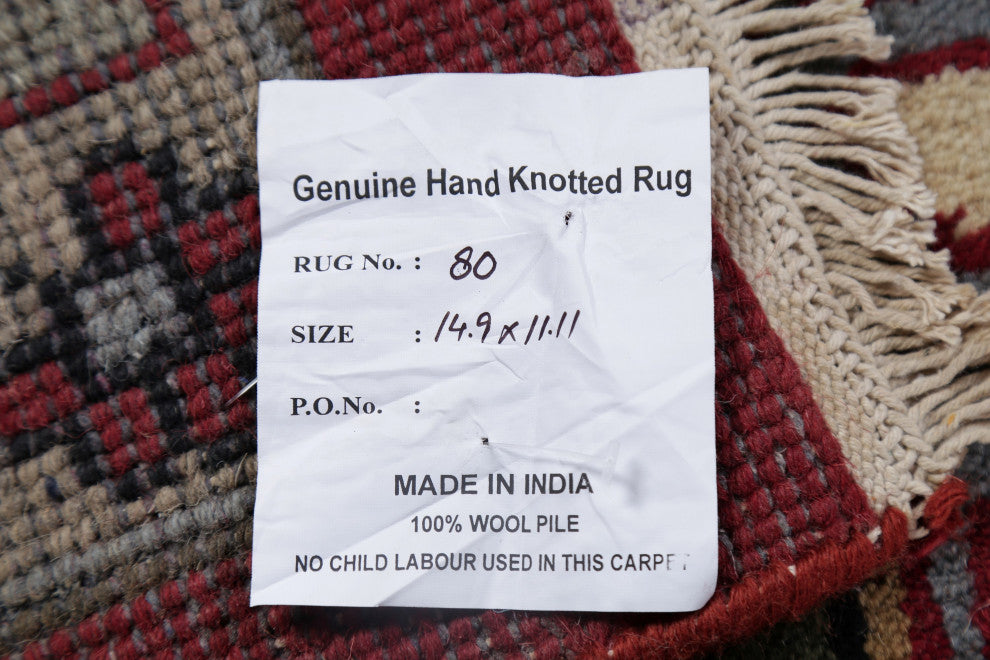 Genuine Hand Knotted Rug
RUG No. : 80
SIZE : 14.9 x 11.11
P.O.No. :
MADE IN INDIA
100% WOOL PILE
NO CHILD LABOUR USED IN THIS CARPET